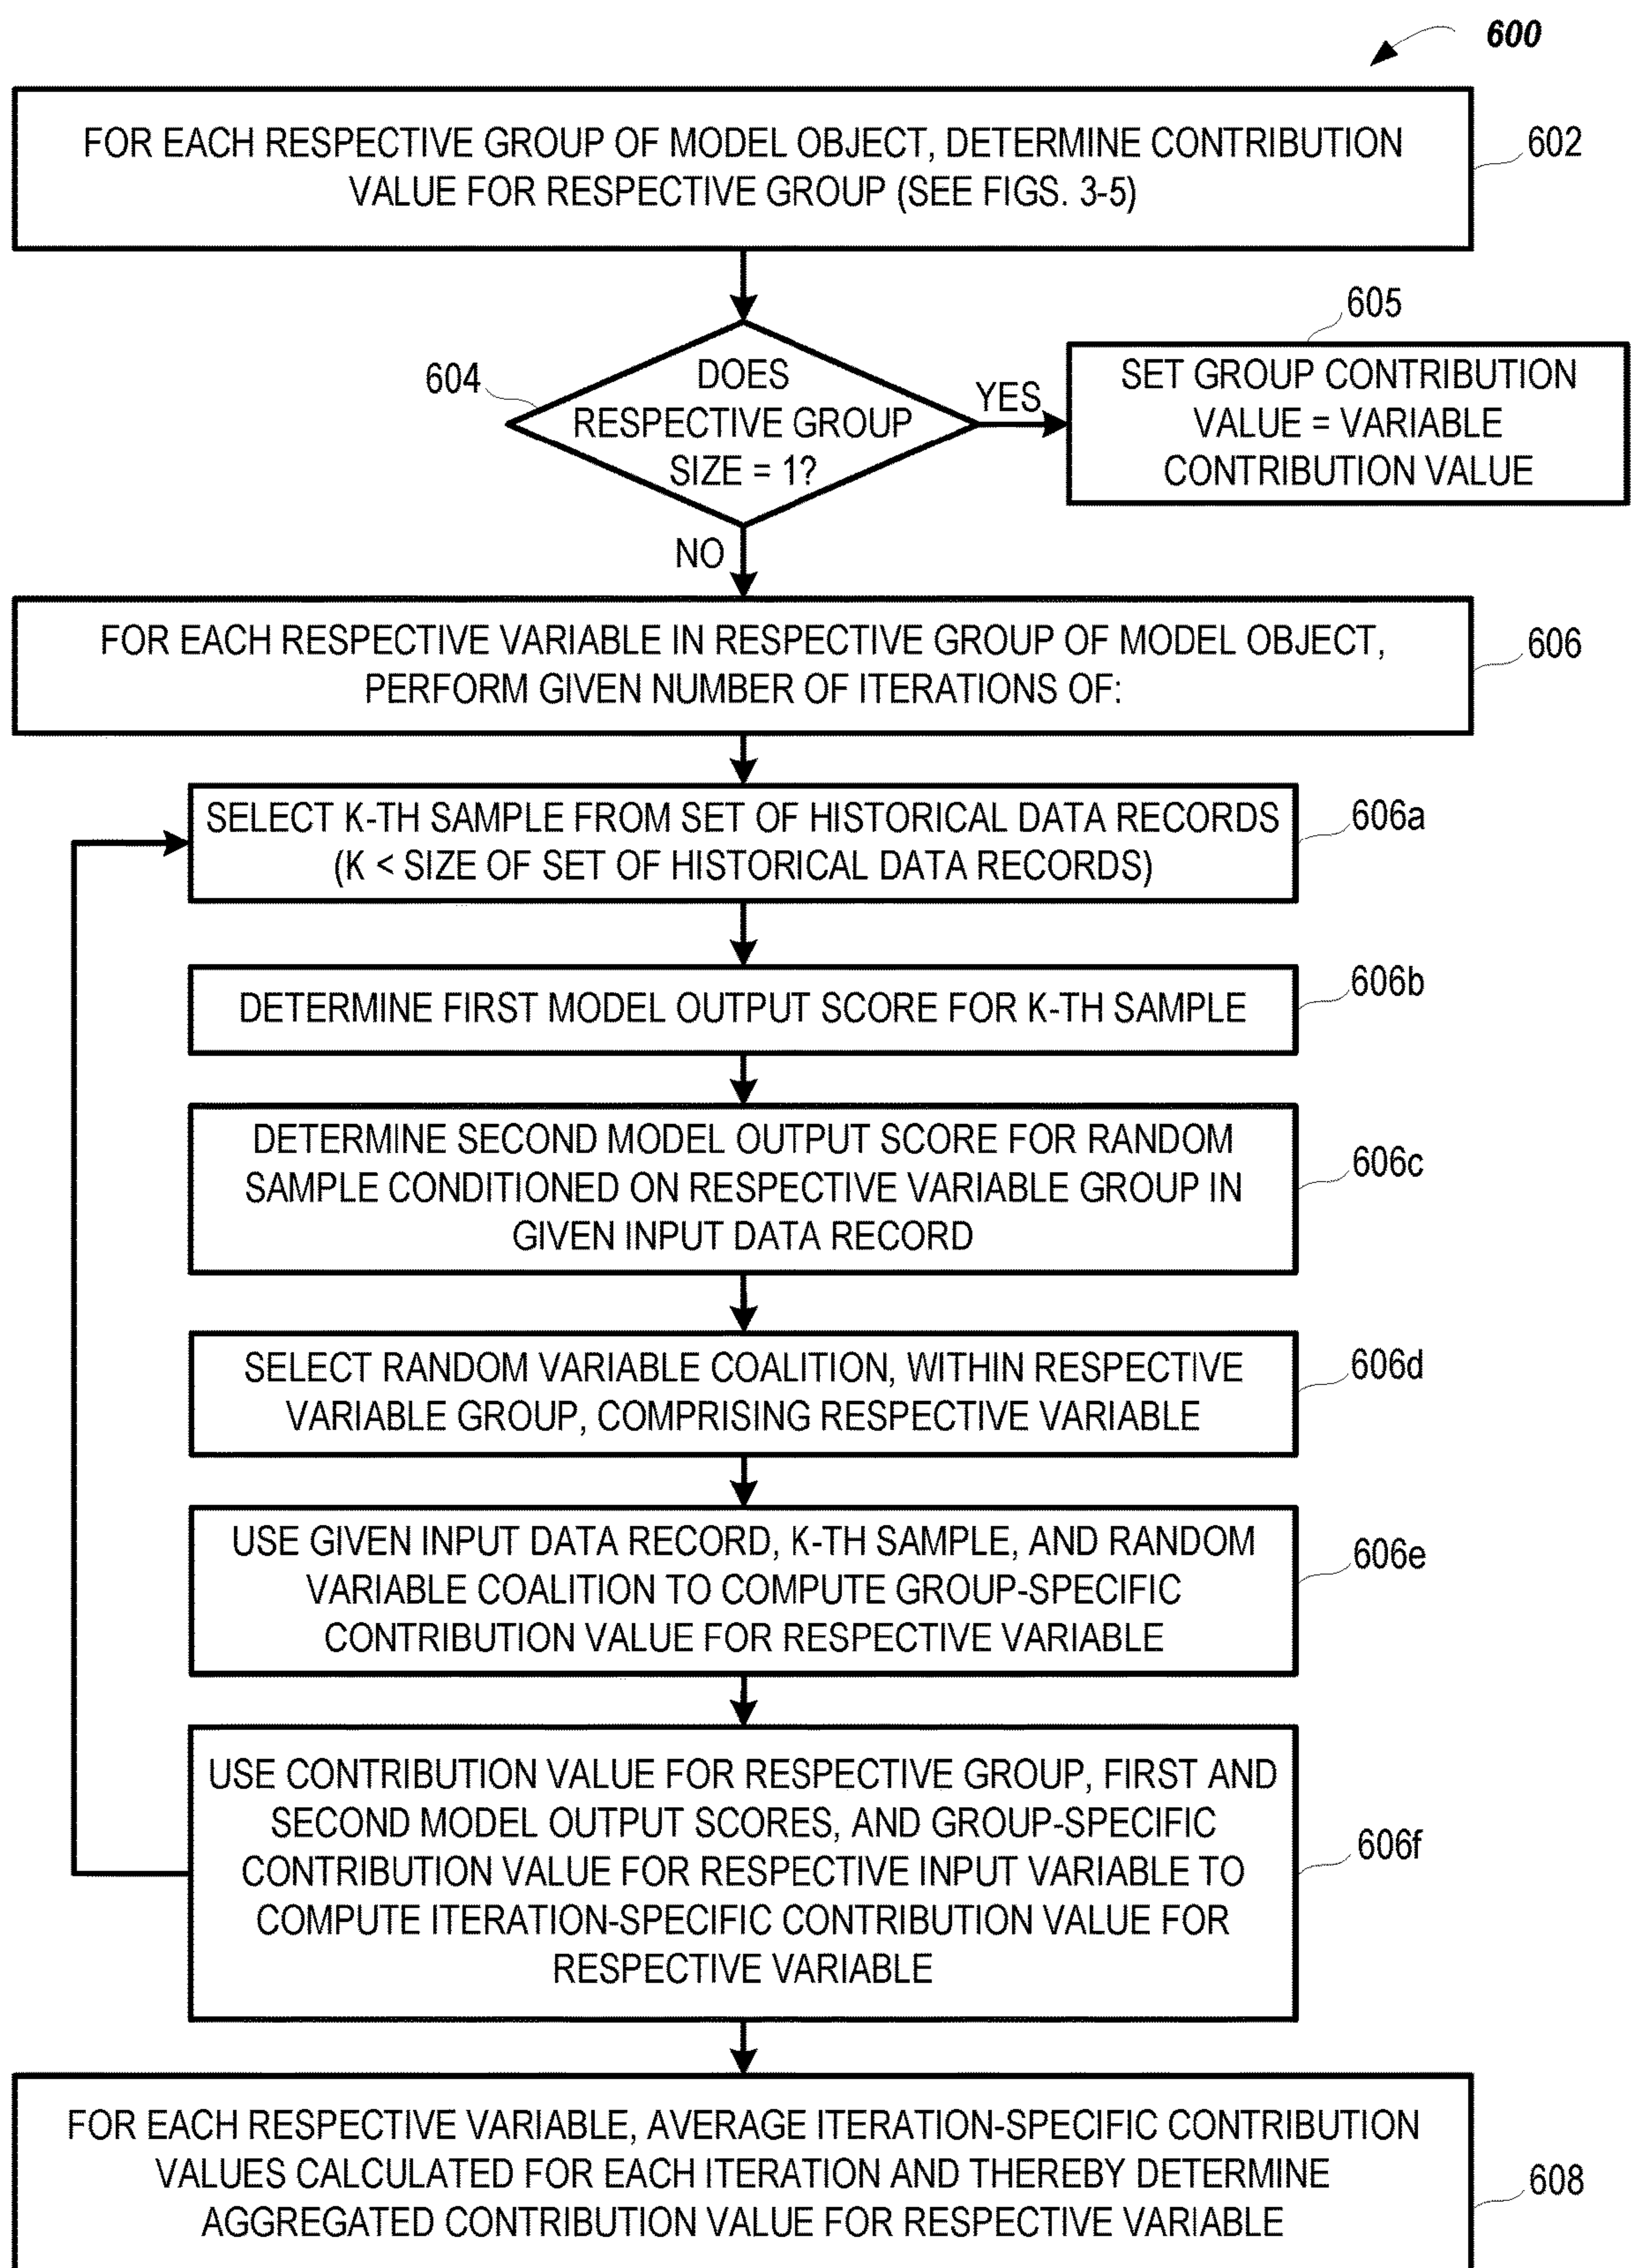 600
FOR EACH RESPECTIVE GROUP OF MODEL OBJECT, DETERMINE CONTRIBUTION
VALUE FOR RESPECTIVE GROUP (SEE FIGS. 3-5)
602
604
DOES
RESPECTIVE GROUP
SIZE = 1?
YES
605
SET GROUP CONTRIBUTION
VALUE = VARIABLE
CONTRIBUTION VALUE
NO
FOR EACH RESPECTIVE VARIABLE IN RESPECTIVE GROUP OF MODEL OBJECT,
PERFORM GIVEN NUMBER OF ITERATIONS OF:
606
SELECT K-TH SAMPLE FROM SET OF HISTORICAL DATA RECORDS
(K < SIZE OF SET OF HISTORICAL DATA RECORDS)
606a
DETERMINE FIRST MODEL OUTPUT SCORE FOR K-TH SAMPLE
606b
DETERMINE SECOND MODEL OUTPUT SCORE FOR RANDOM
SAMPLE CONDITIONED ON RESPECTIVE VARIABLE GROUP IN
GIVEN INPUT DATA RECORD
606c
SELECT RANDOM VARIABLE COALITION, WITHIN RESPECTIVE
VARIABLE GROUP, COMPRISING RESPECTIVE VARIABLE
606d
USE GIVEN INPUT DATA RECORD, K-TH SAMPLE, AND RANDOM
VARIABLE COALITION TO COMPUTE GROUP-SPECIFIC
CONTRIBUTION VALUE FOR RESPECTIVE VARIABLE
606e
USE CONTRIBUTION VALUE FOR RESPECTIVE GROUP, FIRST AND
SECOND MODEL OUTPUT SCORES, AND GROUP-SPECIFIC
CONTRIBUTION VALUE FOR RESPECTIVE INPUT VARIABLE TO
COMPUTE ITERATION-SPECIFIC CONTRIBUTION VALUE FOR
RESPECTIVE VARIABLE
606f
FOR EACH RESPECTIVE VARIABLE, AVERAGE ITERATION-SPECIFIC CONTRIBUTION
VALUES CALCULATED FOR EACH ITERATION AND THEREBY DETERMINE
AGGREGATED CONTRIBUTION VALUE FOR RESPECTIVE VARIABLE
608